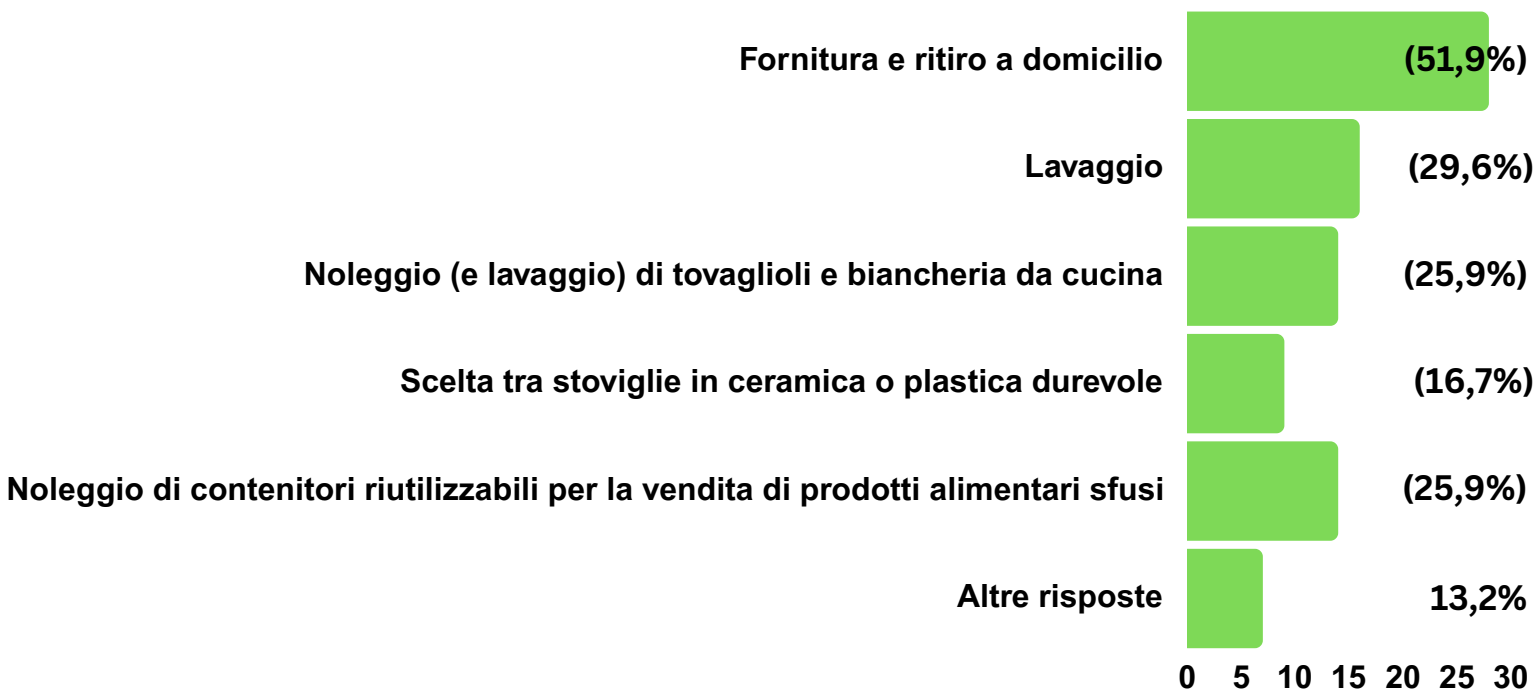 Fornitura e ritiro a domicilio (51,9%)
Lavaggio (29,6%)
Noleggio (e lavaggio) di tovaglioli e biancheria da cucina (25,9%)
Scelta tra stoviglie in ceramica o plastica durevole (16,7%)
Noleggio di contenitori riutilizzabili per la vendita di prodotti alimentari sfusi (25,9%)
Altre risposte 13,2%
0 5 10 15 20 25 30